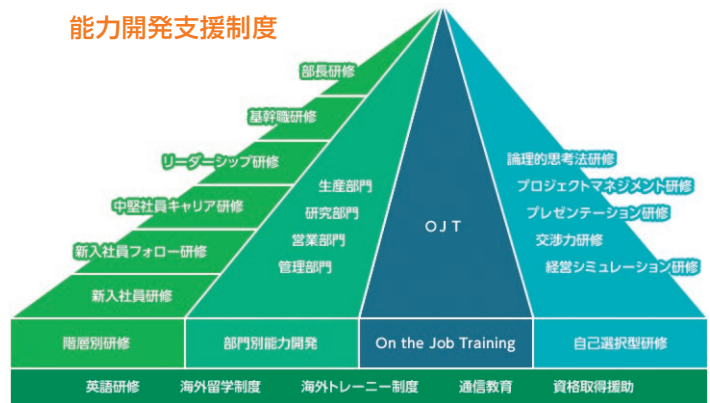 能力開発支援制度
部長研修
基幹職研修
リーダーシップ研修
中堅社員キャリア研修
新入社員フォロー研修
新入社員研修
生産部門
研究部門
営業部門
管理部門
OJT
論理的思考法研修
プロジェクトマネジメント研修
プレゼンテーション研修
交渉力研修
経営シミュレーション研修
階層別研修
部門別能力開発
On the Job Training
自己選択型研修
英語研修
海外留学制度
海外トレーニー制度
通信教育
資格取得援助